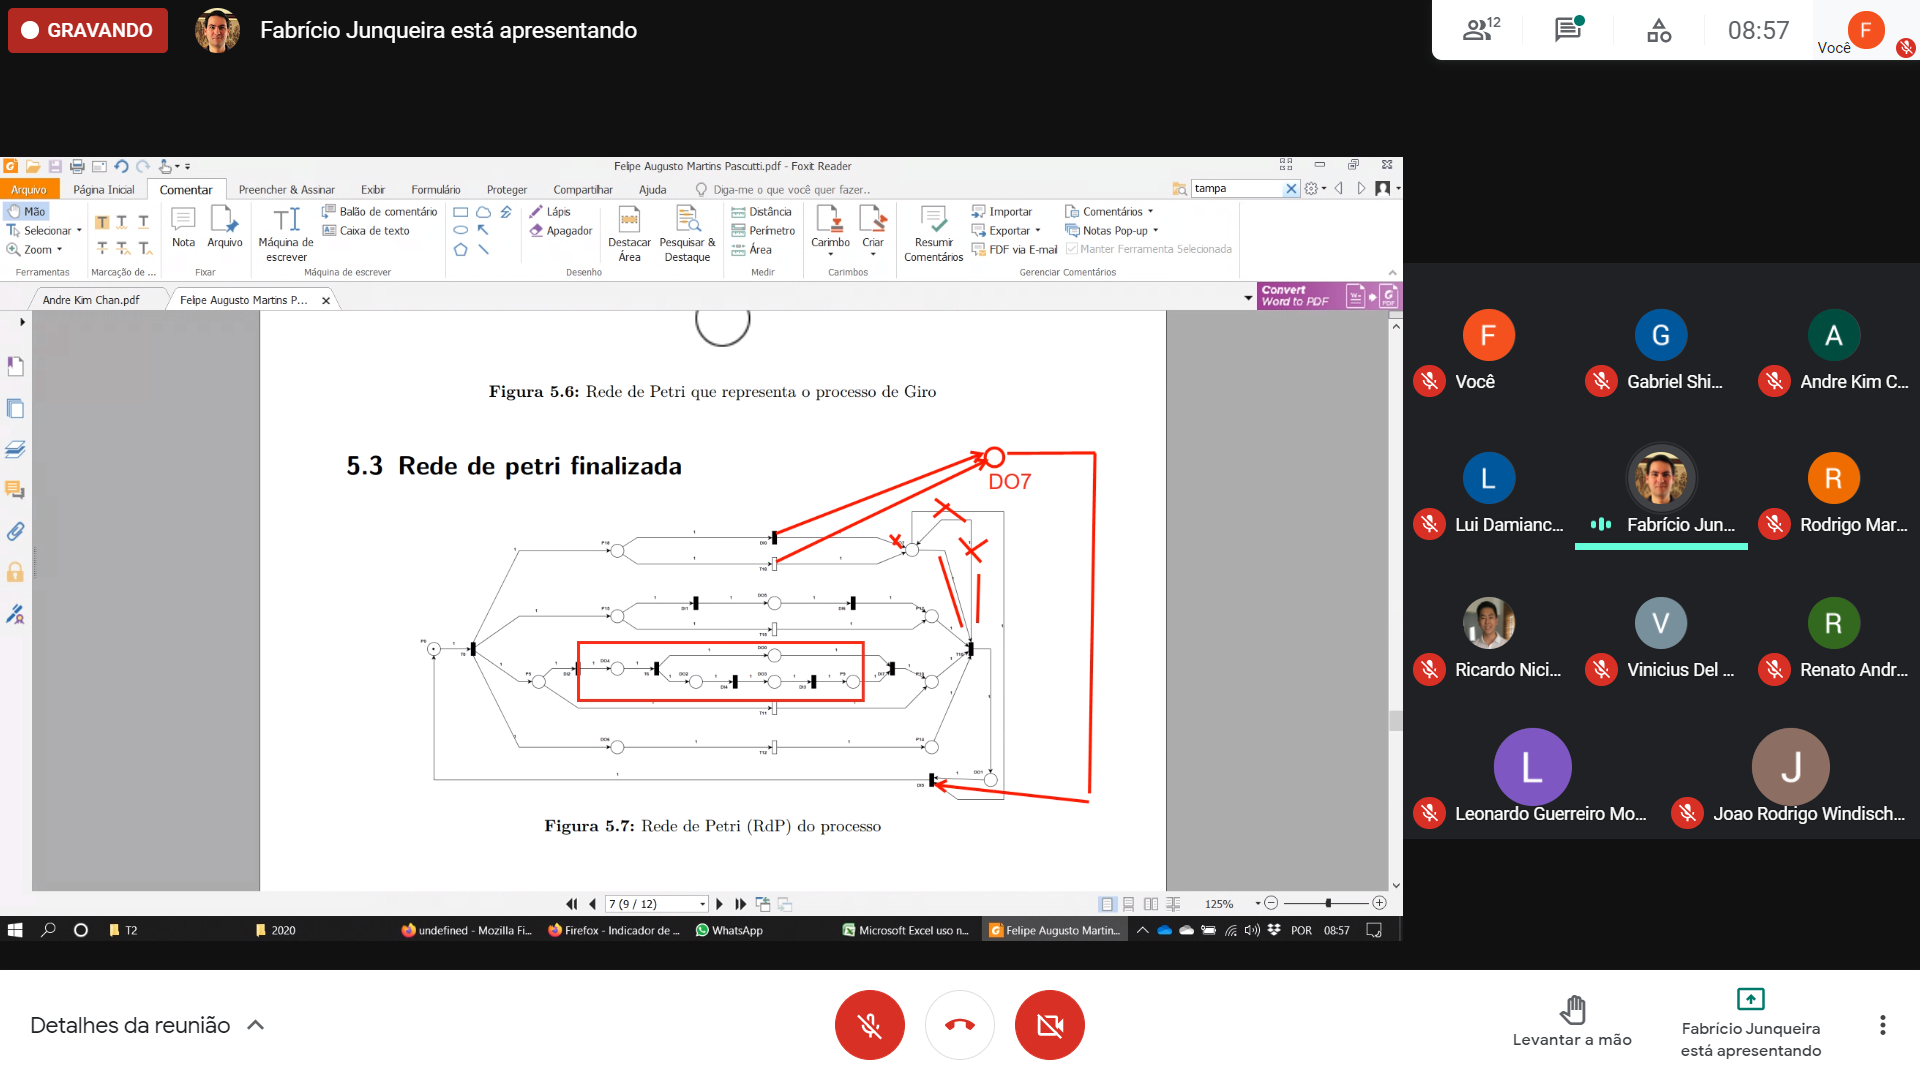 GRAVANDO
Fabrício Junqueira está apresentando
12
08:57
Você
F
Felipe Augusto Martins Pascutti.pdf - Foxit Reader
Arquivo Página Inicial Comentar Preencher & Assinar Exibir Formulário Proteger Compartilhar Ajuda Diga-me o que você quer fazer.. tampa
Mão
Selecionar
Zoom
Ferramentas
Marcação de ...
Nota
Arquivo
Fixar
Máquina de escrever
Balão de comentário
Caixa de texto
Máquina de escrever
Lápis
Apagador
Desenho
Destacar Área
Pesquisar & Destaque
Distância
Perímetro
Área
Medir
Carimbo
Criar
Carimbos
Resumir Comentários
Importar
Exportar
FDF via E-mail
Comentários
Notas Pop-up
Manter Ferramenta Selecionada
Gerenciar Comentários
Andre Kim Chan.pdf
Felipe Augusto Martins P...
Convert
Word to PDF
Figura 5.6: Rede de Petri que representa o processo de Giro
5.3 Rede de petri finalizada
DO7
Figura 5.7: Rede de Petri (RdP) do processo
7 (9 / 12)
125%
T2
2020
undefined - Mozilla Fi...
Firefox - Indicador de ...
WhatsApp
Microsoft Excel uso n...
Felipe Augusto Martin...
POR
08:57
F
Você
G
Gabriel Shi...
A
Andre Kim C...
L
Lui Damianc...
Fabrício Jun...
R
Rodrigo Mar...
Ricardo Nici...
V
Vinicius Del ...
R
Renato Andr...
L
Leonardo Guerreiro Mo...
J
Joao Rodrigo Windisch...
Detalhes da reunião
Levantar a mão
Fabrício Junqueira
está apresentando